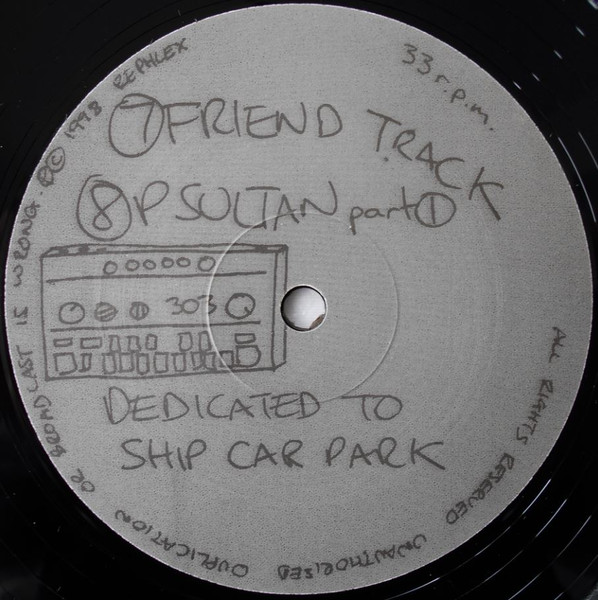 ⑦ FRIEND TRACK
⑧ P SULTAN part ①
303
DEDICATED TO
SHIP CAR PARK
33 r.p.m.
ALL RIGHTS RESERVED UNAUTHORISED DUPLICATION OR BROADCAST IS WRONG. ℗ © 1998 REPHLEX